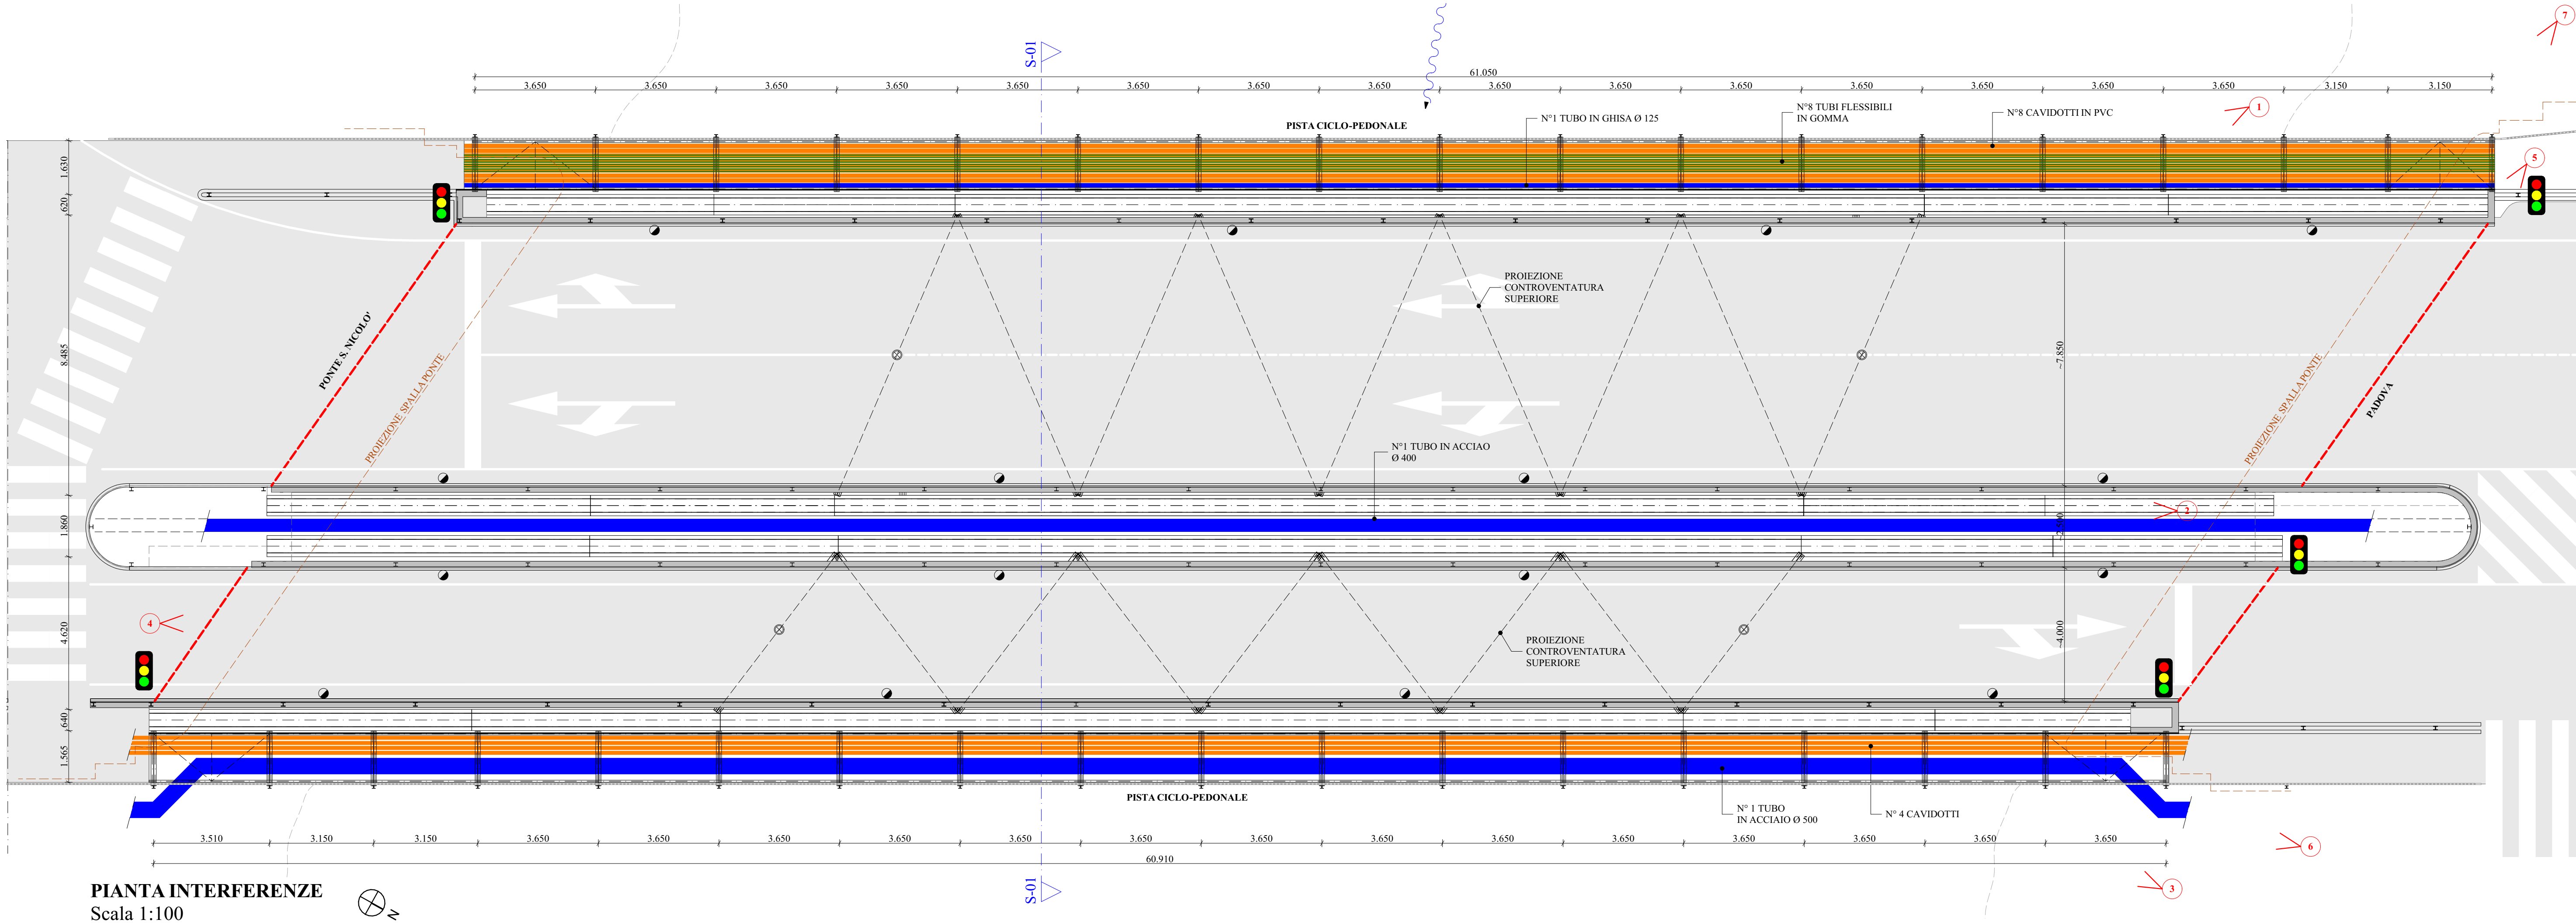 7
S-01
61.050
3.650 3.650 3.650 3.650 3.650 3.650 3.650 3.650 3.650 3.650 3.650 3.650 3.650 3.650 3.650 3.150 3.150
1
N°8 TUBI FLESSIBILI
IN GOMMA
N°8 CAVIDOTTI IN PVC
N°1 TUBO IN GHISA Ø 125
PISTA CICLO-PEDONALE
1.630
5
620
PROIEZIONE
CONTROVENTATURA
SUPERIORE
PONTE S. NICOLO'
8.485
~7.850
PROIEZIONE SPALLA PONTE
PROIEZIONE SPALLA PONTE
PADOVA
N°1 TUBO IN ACCIAO
Ø 400
2
1.860
~2.590
4
4.620
~4.000
PROIEZIONE
CONTROVENTATURA
SUPERIORE
640
1.565
PISTA CICLO-PEDONALE
N° 1 TUBO
IN ACCIAIO Ø 500
N° 4 CAVIDOTTI
3.510 3.150 3.150 3.650 3.650 3.650 3.650 3.650 3.650 3.650 3.650 3.650 3.650 3.650 3.650 3.650 3.650
6
60.910
S-01
3
PIANTA INTERFERENZE
Scala 1:100
N